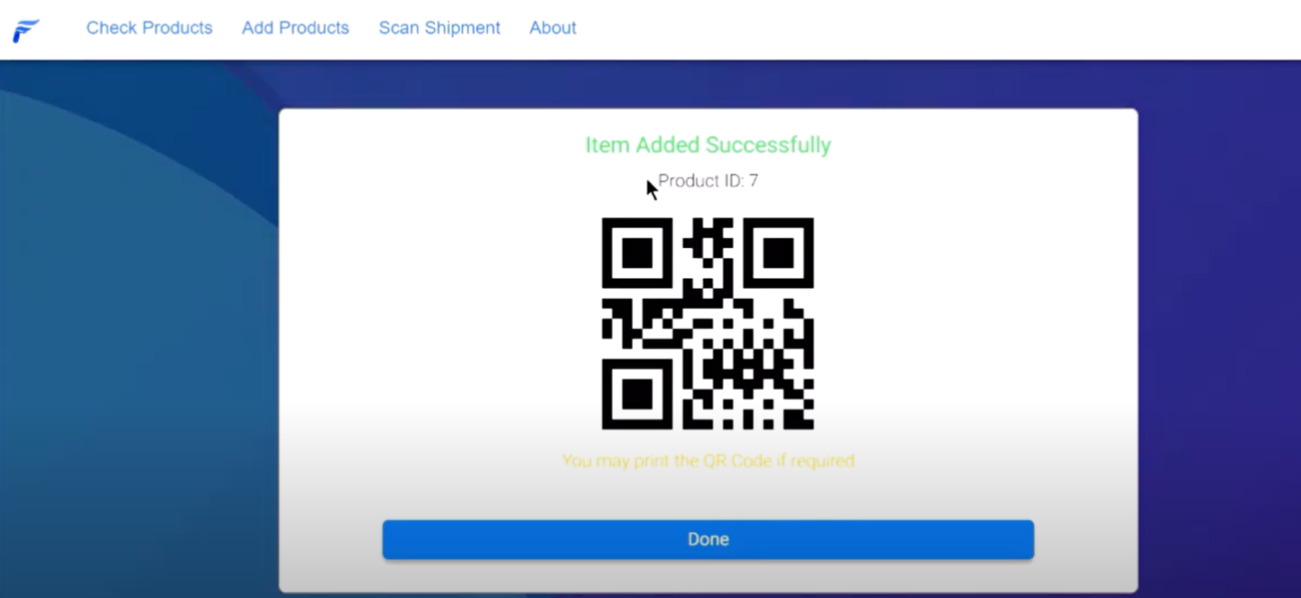 Check Products Add Products Scan Shipment About
Item Added Successfully
Product ID: 7
You may print the QR Code if required
Done